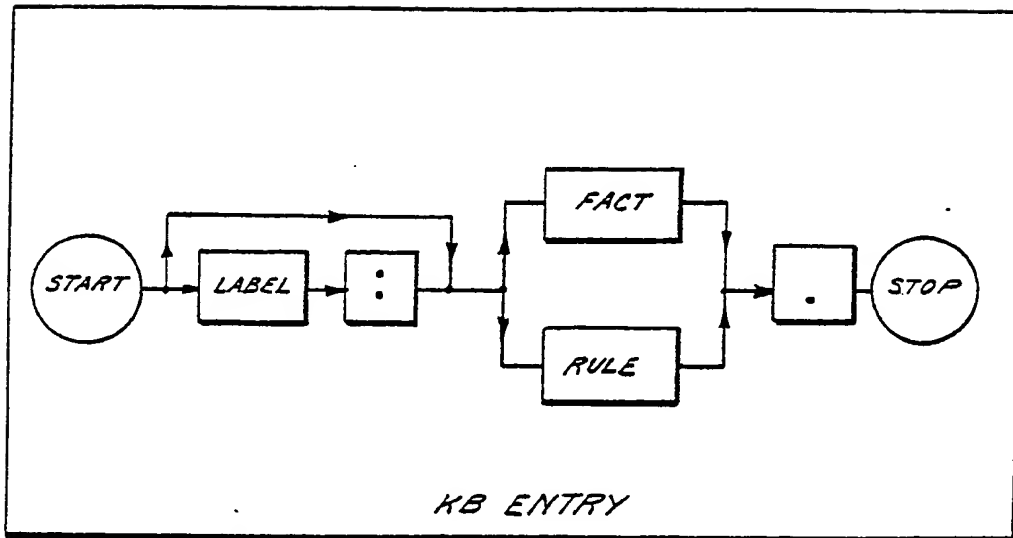 START
LABEL
:
FACT
RULE
.
STOP
KB ENTRY